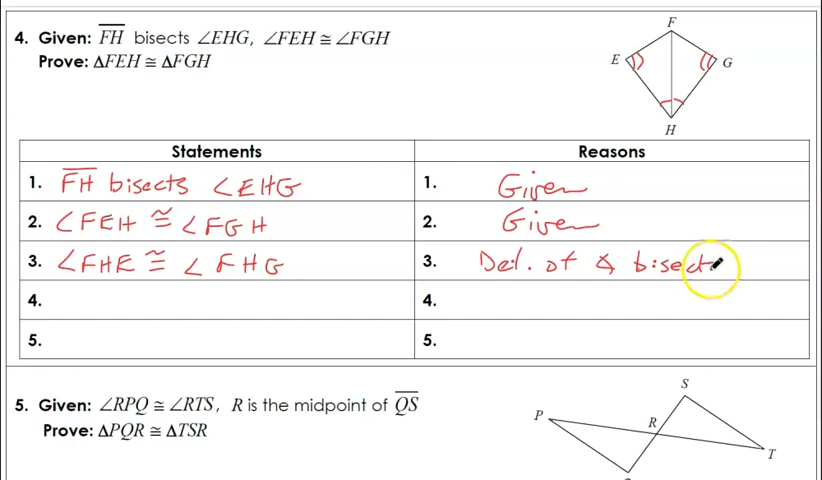 4. Given: FH bisects ∠EHG, ∠FEH ≅ ∠FGH
Prove: ΔFEH ≅ ΔFGH
F
E
G
H
Statements Reasons
1. FH bisects ∠EHG 1. Given
2. ∠FEH ≅ ∠FGH 2. Given
3. ∠FHE ≅ ∠FHG 3. Def. of ∡ bisect
4. 4.
5. 5.
5. Given: ∠RPQ ≅ ∠RTS, R is the midpoint of QS
Prove: ΔPQR ≅ ΔTSR
S
P
R
T